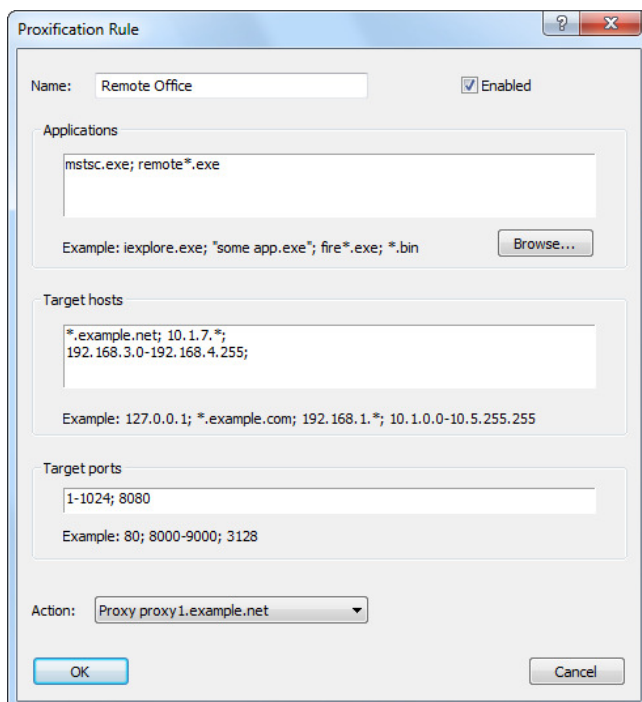 Proxification Rule
Name: Remote Office Enabled
Applications
mstsc.exe; remote*.exe
Example: iexplore.exe; "some app.exe"; fire*.exe; *.bin Browse...
Target hosts
*.example.net; 10.1.7.*;
192.168.3.0-192.168.4.255;
Example: 127.0.0.1; *.example.com; 192.168.1.*; 10.1.0.0-10.5.255.255
Target ports
1-1024; 8080
Example: 80; 8000-9000; 3128
Action: Proxy proxy1.example.net
OK Cancel